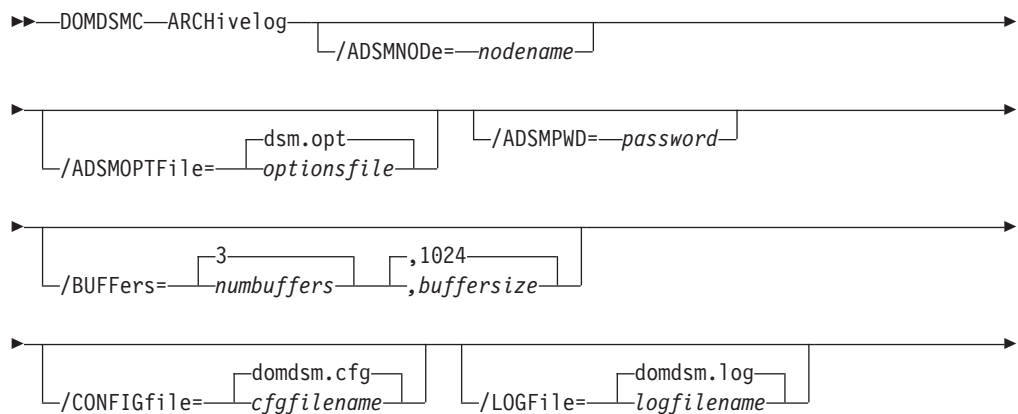 DOMDSMC ARCHivelog
/ADSMNODe= nodename
dsm.opt
/ADSMOPTFile= optionsfile
/ADSMPWD= password
3 ,1024
/BUFFers= numbuffers ,buffersize
domdsm.cfg
/CONFIGfile= cfgfilename
domdsm.log
/LOGFile= logfilename